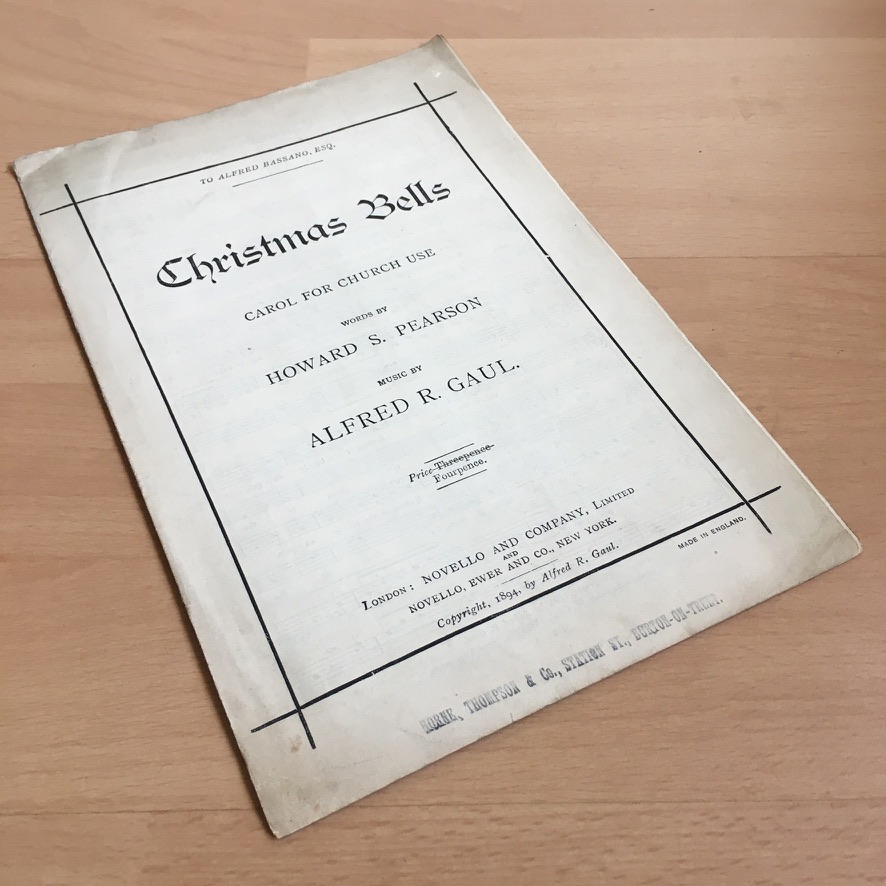 TO ALFRED BASSANO, ESQ.
Christmas Bells
CAROL FOR CHURCH USE
WORDS BY
HOWARD S. PEARSON
MUSIC BY
ALFRED R. GAUL.
Price Threepence
Fourpence.
LONDON: NOVELLO AND COMPANY, LIMITED
AND
NOVELLO, EWER AND CO., NEW YORK.
Copyright, 1894, by Alfred R. Gaul.
MADE IN ENGLAND.
HORNE, THOMPSON & Co., STATION ST., BURTON-ON-TRENT.